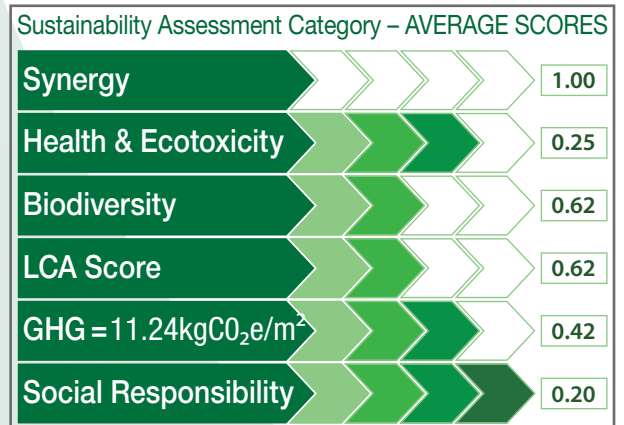 Sustainability Assessment Category – AVERAGE SCORES
Synergy 1.00
Health & Ecotoxicity 0.25
Biodiversity 0.62
LCA Score 0.62
GHG = 11.24kgC0₂e/m² 0.42
Social Responsibility 0.20